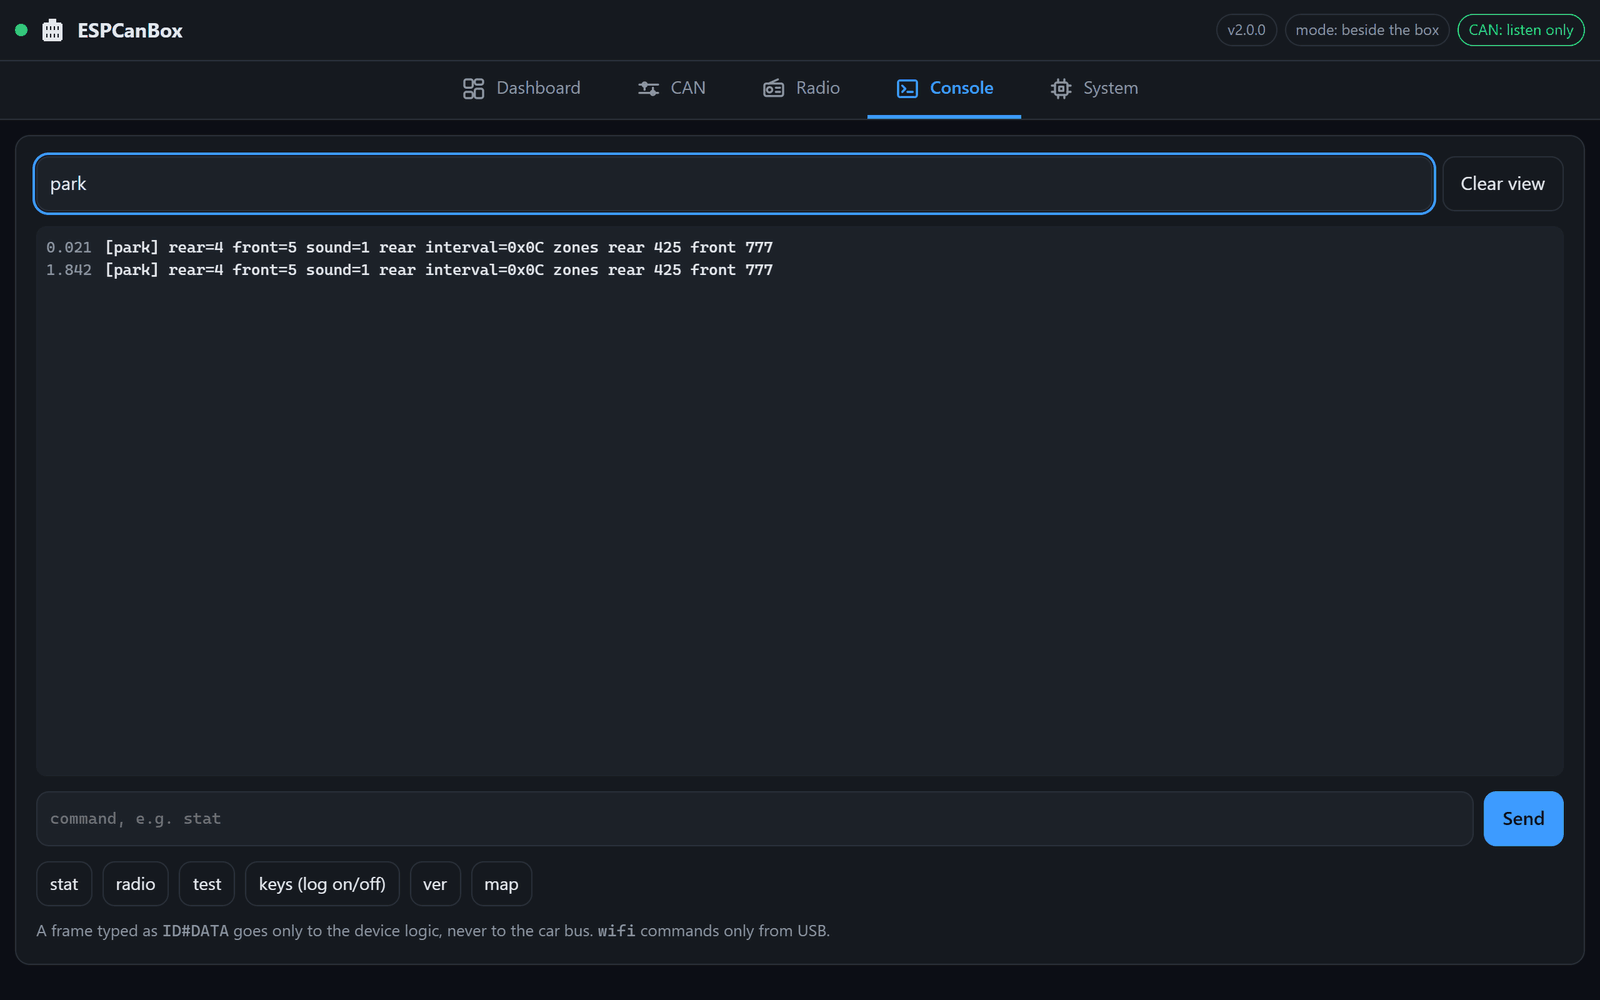 ESPCanBox
v2.0.0
mode: beside the box
CAN: listen only
Dashboard
CAN
Radio
Console
System
park
Clear view
0.021 [park] rear=4 front=5 sound=1 rear interval=0x0C zones rear 425 front 777
1.842 [park] rear=4 front=5 sound=1 rear interval=0x0C zones rear 425 front 777
command, e.g. stat
Send
stat
radio
test
keys (log on/off)
ver
map
A frame typed as ID#DATA goes only to the device logic, never to the car bus. wifi commands only from USB.